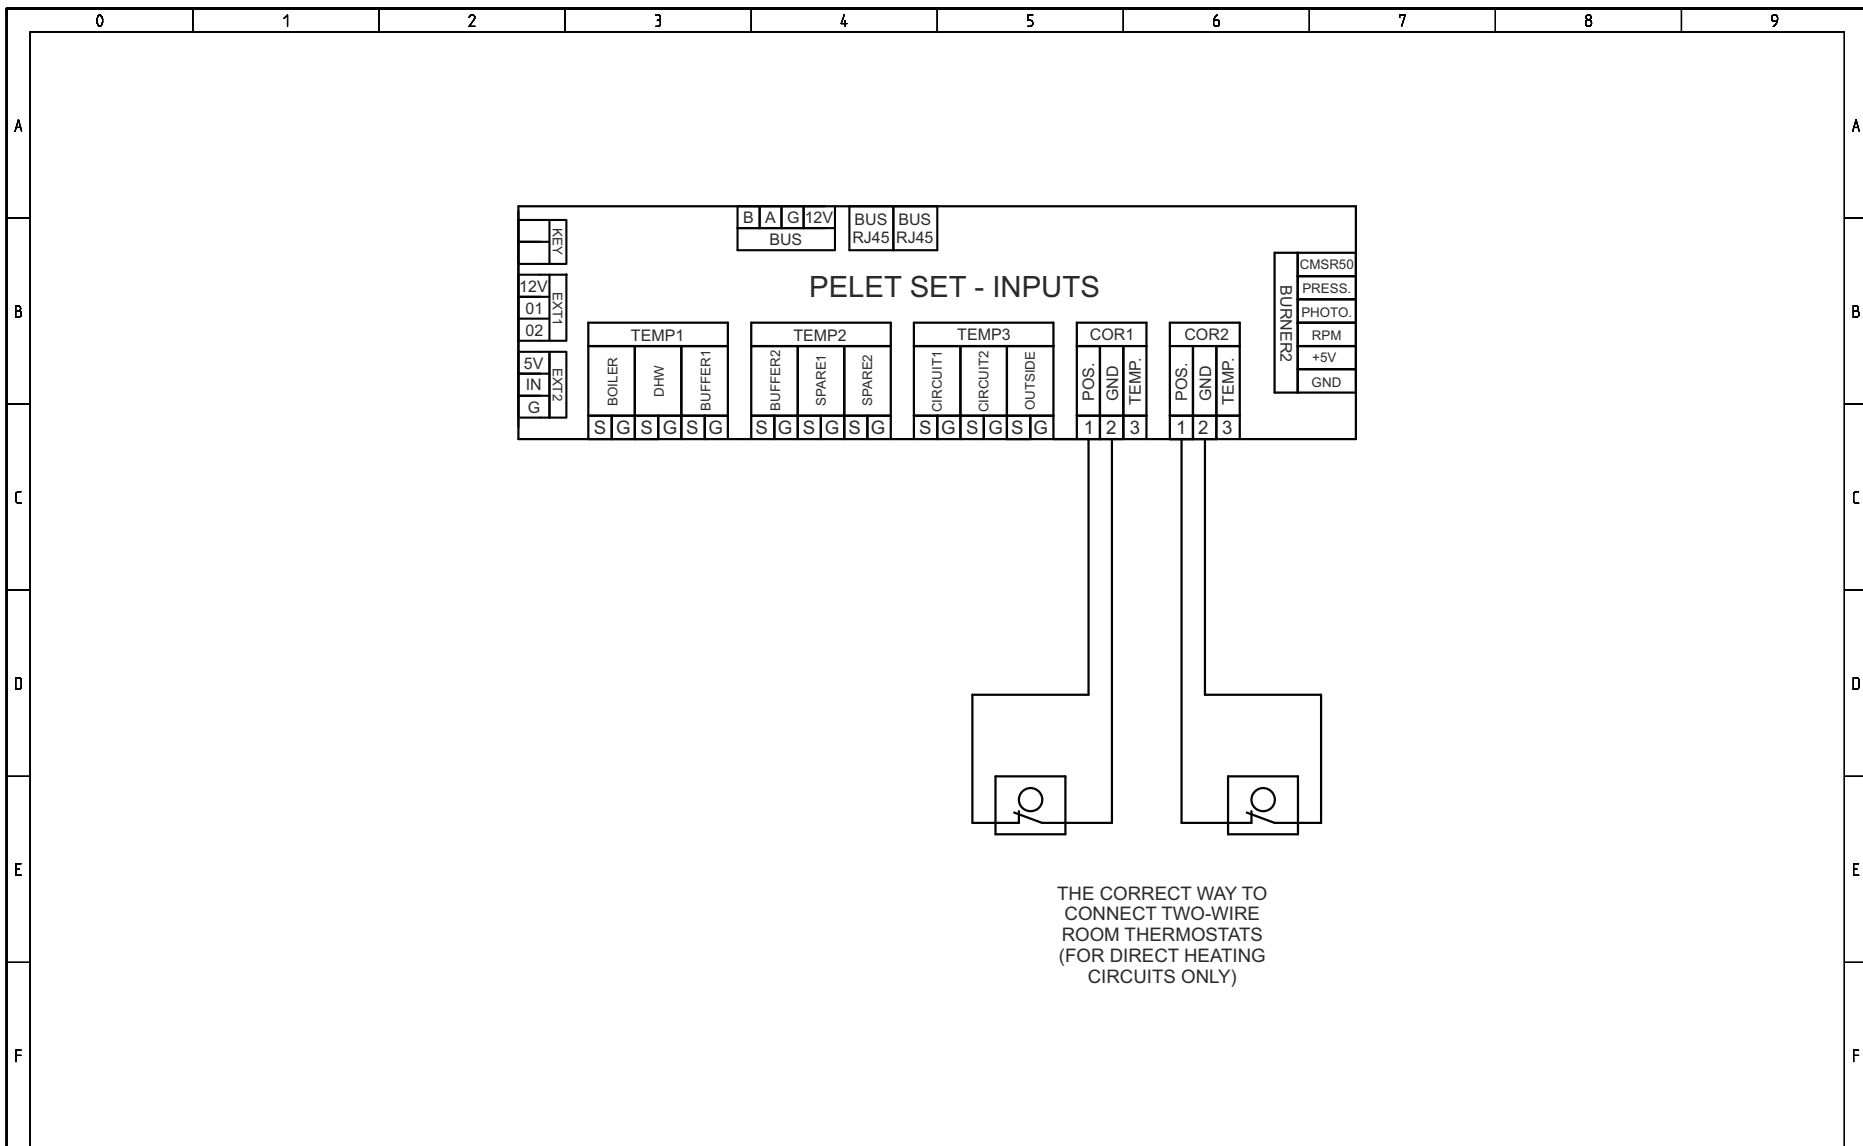 0 1 2 3 4 5 6 7 8 9
A A
B A G 12V
BUS
BUS RJ45
BUS RJ45
KEY
PELET SET - INPUTS
12V
01
02
EXT1
B B
5V
IN
G
EXT2
TEMP1
BOILER DHW BUFFER1
S G S G S G
TEMP2
BUFFER2 SPARE1 SPARE2
S G S G S G
TEMP3
CIRCUIT1 CIRCUIT2 OUTSIDE
S G S G S G
COR1
POS. GND TEMP.
1 2 3
COR2
POS. GND TEMP.
1 2 3
BURNER2
CMSR50
PRESS.
PHOTO.
RPM
+5V
GND
C C
D D
E E
THE CORRECT WAY TO
CONNECT TWO-WIRE
ROOM THERMOSTATS
(FOR DIRECT HEATING
CIRCUITS ONLY)
F F